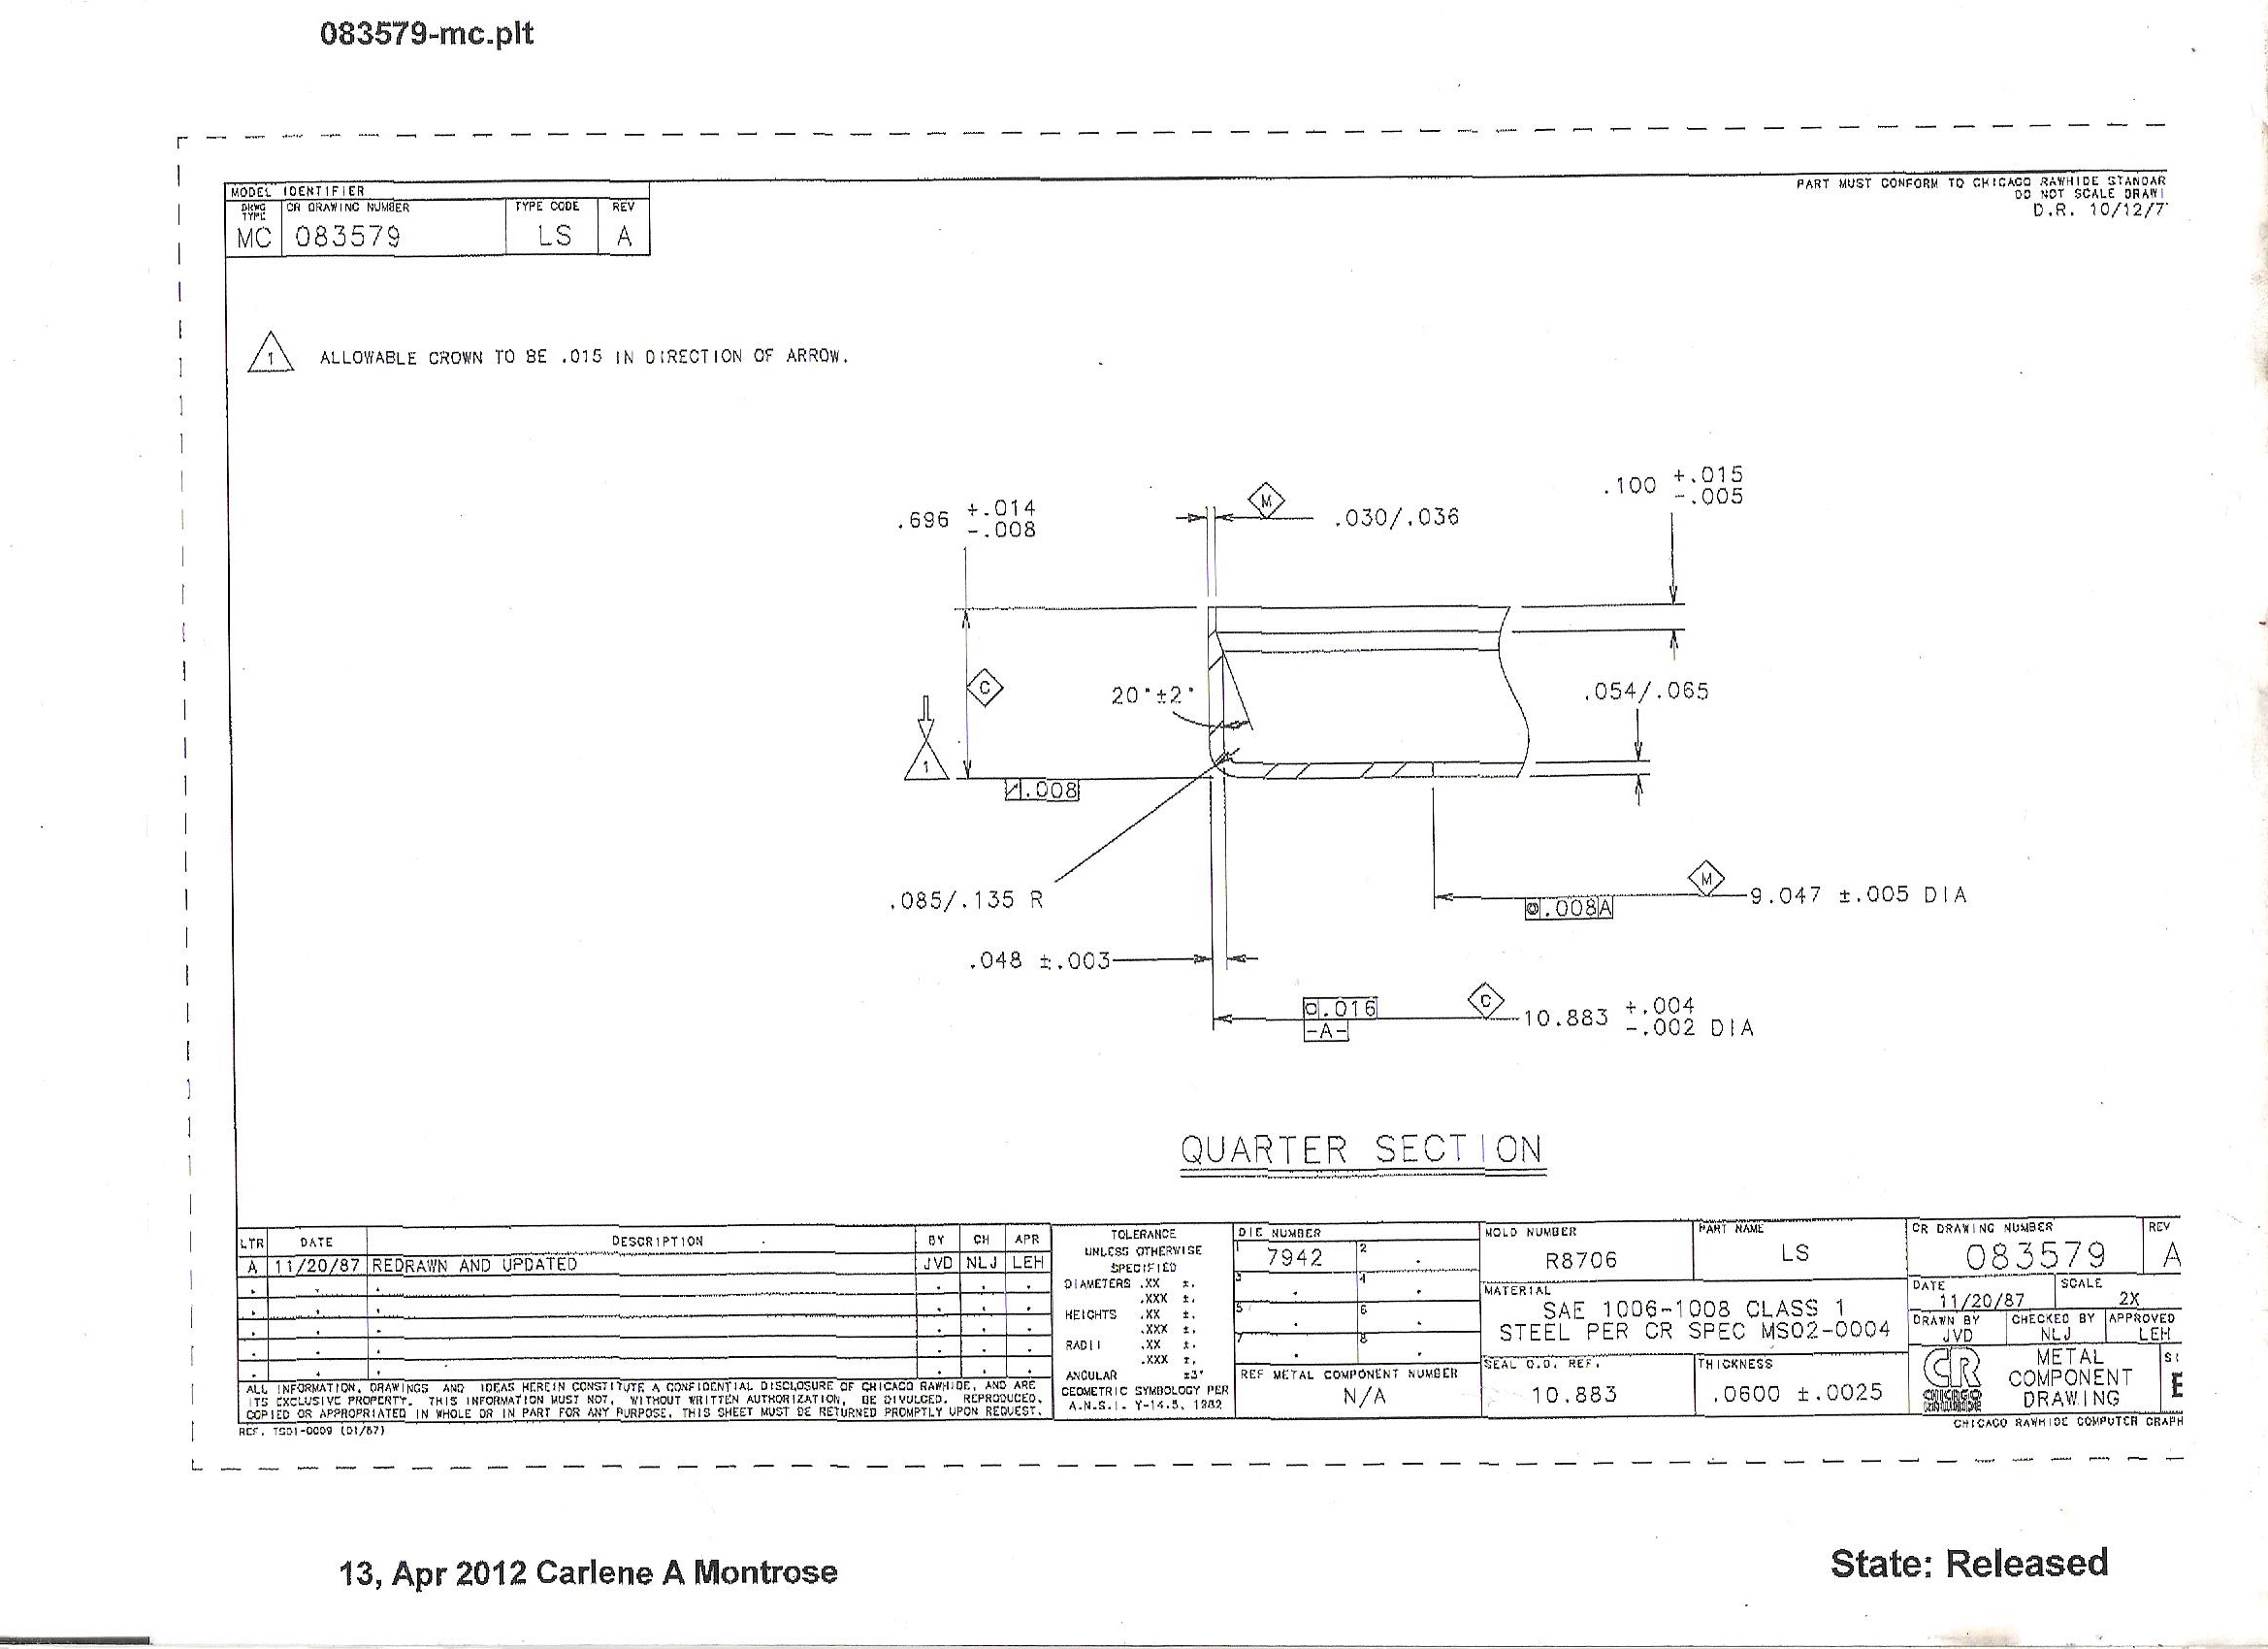 083579-mc.plt
MODEL IDENTIFIER
DRWG TYPE CR DRAWING NUMBER TYPE CODE REV
MC 083579 LS A
PART MUST CONFORM TO CHICAGO RAWHIDE STANDAR
DO NOT SCALE DRAWI
D.R. 10/12/7
1 ALLOWABLE CROWN TO BE .015 IN DIRECTION OF ARROW.
.696 +.014 -.008
M
.030/.036
.100 +.015 -.005
C
20°±2°
.054/.065
1
.008
.085/.135 R
M
.008 A
9.047 ±.005 DIA
.048 ±.003
.016
-A-
C
10.883 +.004 -.002 DIA
QUARTER SECTION
LTR DATE DESCRIPTION BY CH APR
A 11/20/87 REDRAWN AND UPDATED JVD NLJ LEH
ALL INFORMATION, DRAWINGS AND IDEAS HEREIN CONSTITUTE A CONFIDENTIAL DISCLOSURE OF CHICAGO RAWHIDE, AND ARE
ITS EXCLUSIVE PROPERTY. THIS INFORMATION MUST NOT, WITHOUT WRITTEN AUTHORIZATION, BE DIVULGED, REPRODUCED,
COPIED OR APPROPRIATED IN WHOLE OR IN PART FOR ANY PURPOSE. THIS SHEET MUST BE RETURNED PROMPTLY UPON REQUEST.
REF. TS01-0009 (01/87)
TOLERANCE
UNLESS OTHERWISE
SPECIFIED
DIAMETERS .XX ±.
.XXX ±.
HEIGHTS .XX ±.
.XXX ±.
RADII .XX ±.
.XXX ±.
ANGULAR ±3°
GEOMETRIC SYMBOLOGY PER
A.N.S.I. Y-14.5, 1982
DIE NUMBER
1 7942 2
3 4
5 6
7 8
REF METAL COMPONENT NUMBER
N/A
MOLD NUMBER
R8706
PART NAME
LS
MATERIAL
SAE 1006-1008 CLASS 1
STEEL PER CR SPEC MS02-0004
SEAL O.D. REF.
10.883
THICKNESS
.0600 ±.0025
CR DRAWING NUMBER REV
083579 A
DATE SCALE
11/20/87 2X
DRAWN BY CHECKED BY APPROVED
JVD NLJ LEH
CR
CHICAGO
RAWHIDE
METAL
COMPONENT
DRAWING
CHICAGO RAWHIDE COMPUTER GRAPH
13, Apr 2012 Carlene A Montrose
State: Released